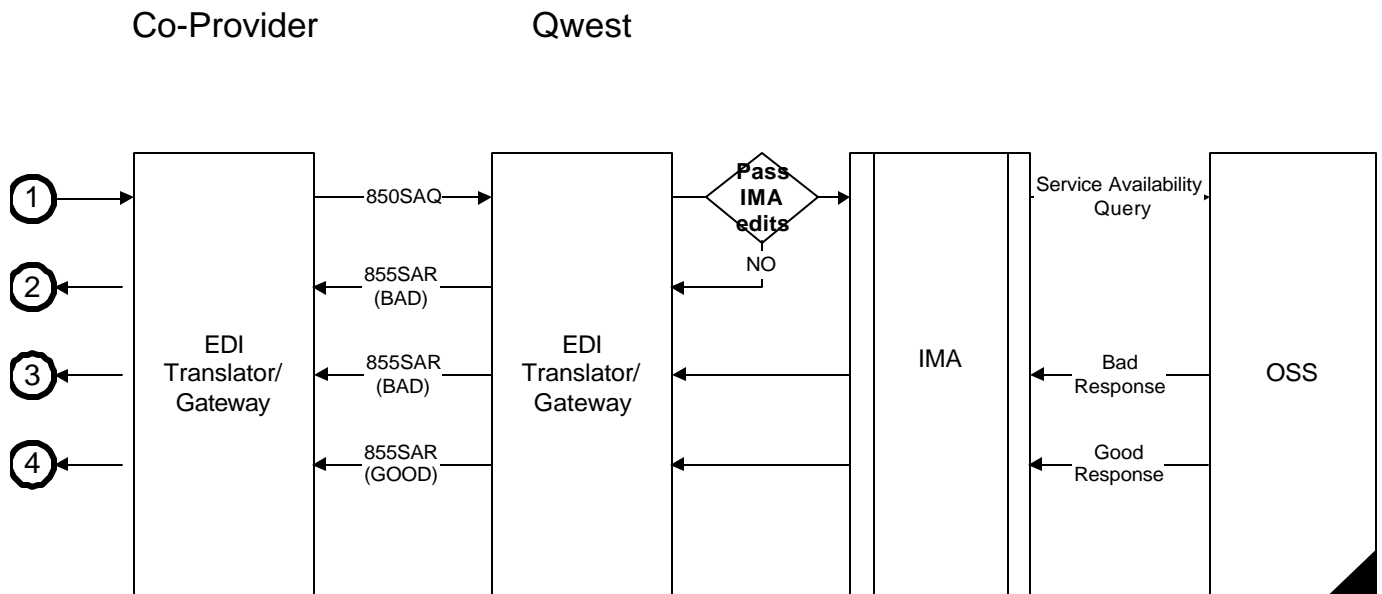 Co-Provider
Qwest
1
850SAQ
Pass
IMA
edits
Service Availability
Query
NO
2
855SAR
(BAD)
EDI
Translator/
Gateway
EDI
Translator/
Gateway
IMA
OSS
3
855SAR
(BAD)
Bad
Response
4
855SAR
(GOOD)
Good
Response